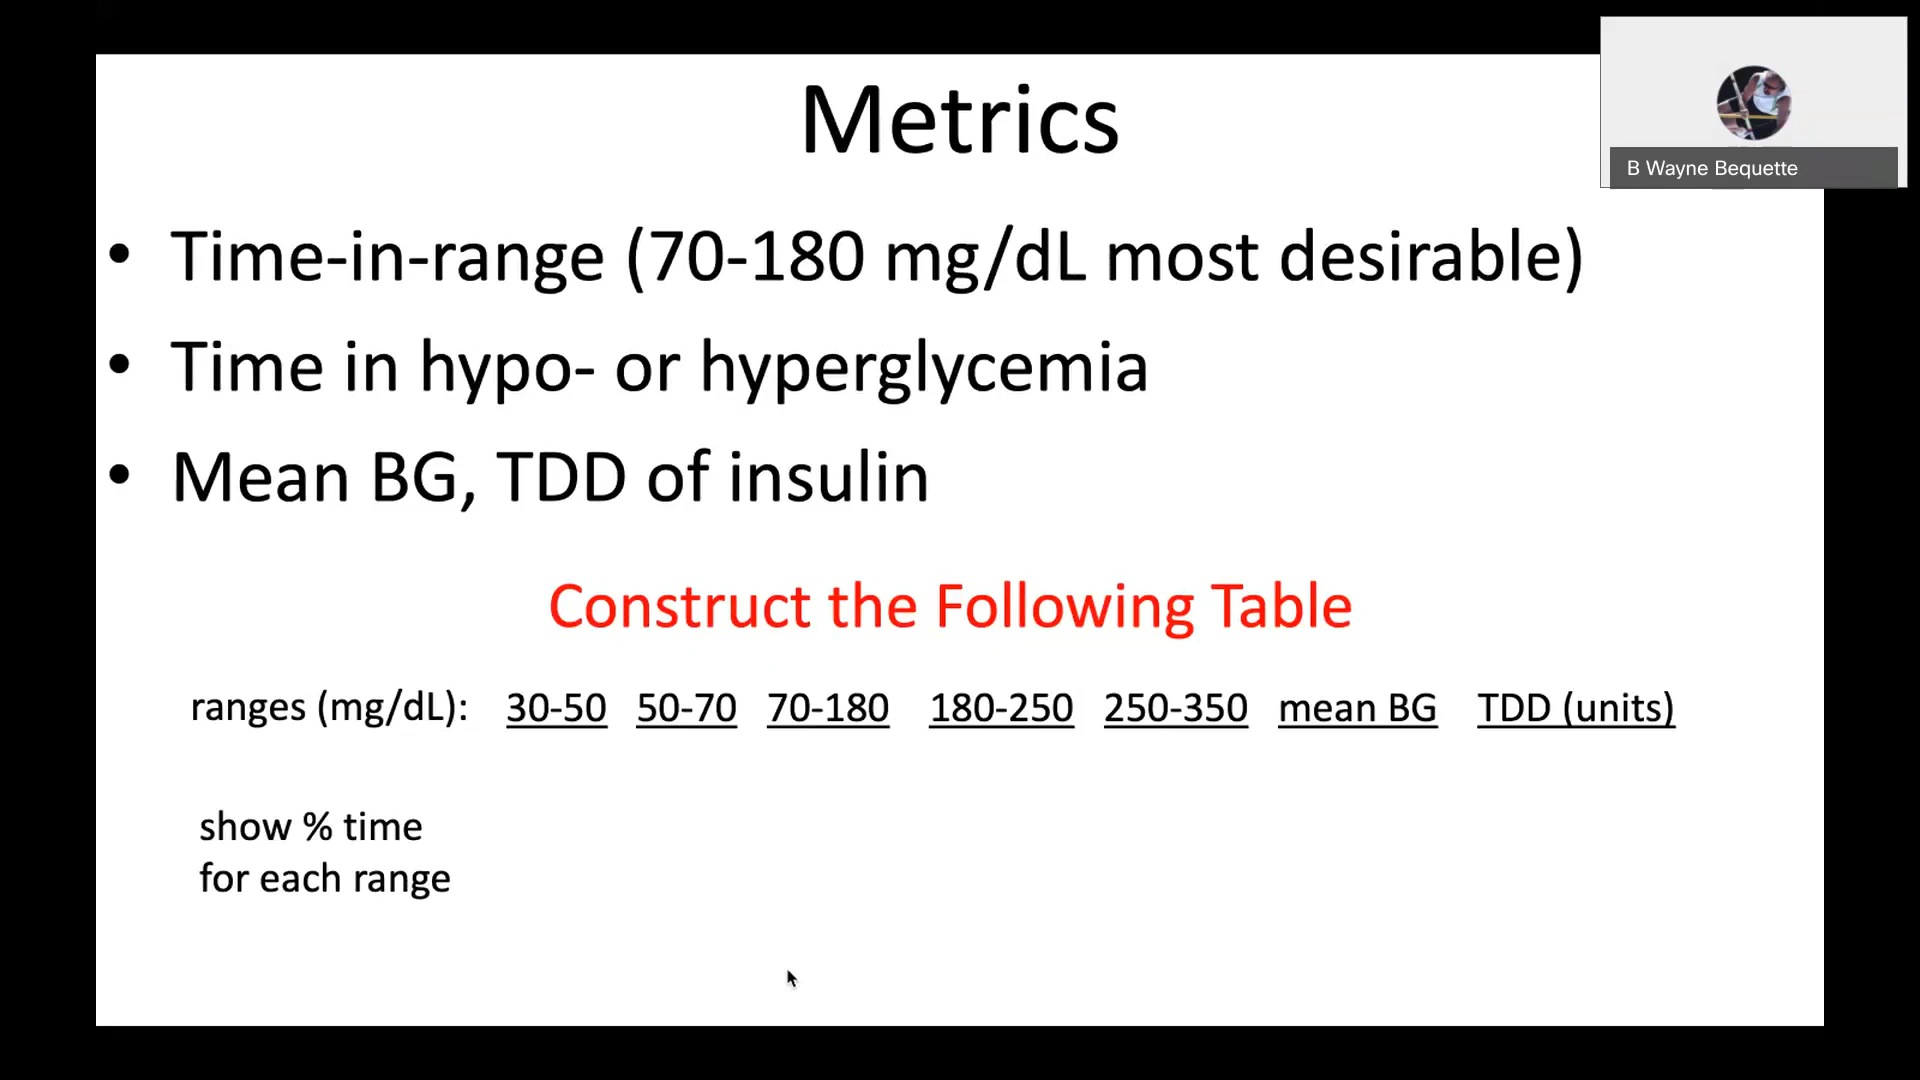 Metrics
B Wayne Bequette
• Time-in-range (70-180 mg/dL most desirable)
• Time in hypo- or hyperglycemia
• Mean BG, TDD of insulin
Construct the Following Table
ranges (mg/dL): 30-50 50-70 70-180 180-250 250-350 mean BG TDD (units)
show % time
for each range